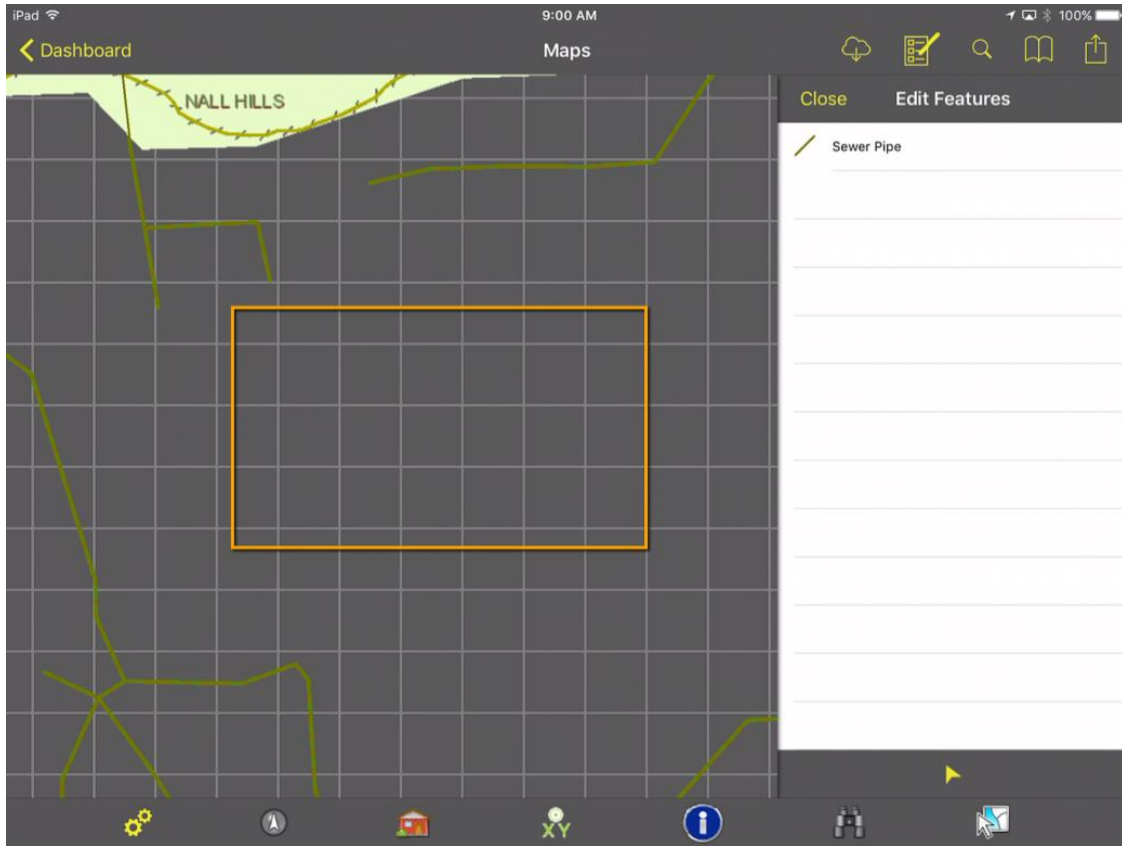 iPad 9:00 AM 100%
Dashboard Maps
NALL HILLS
Close Edit Features
Sewer Pipe
XY
i